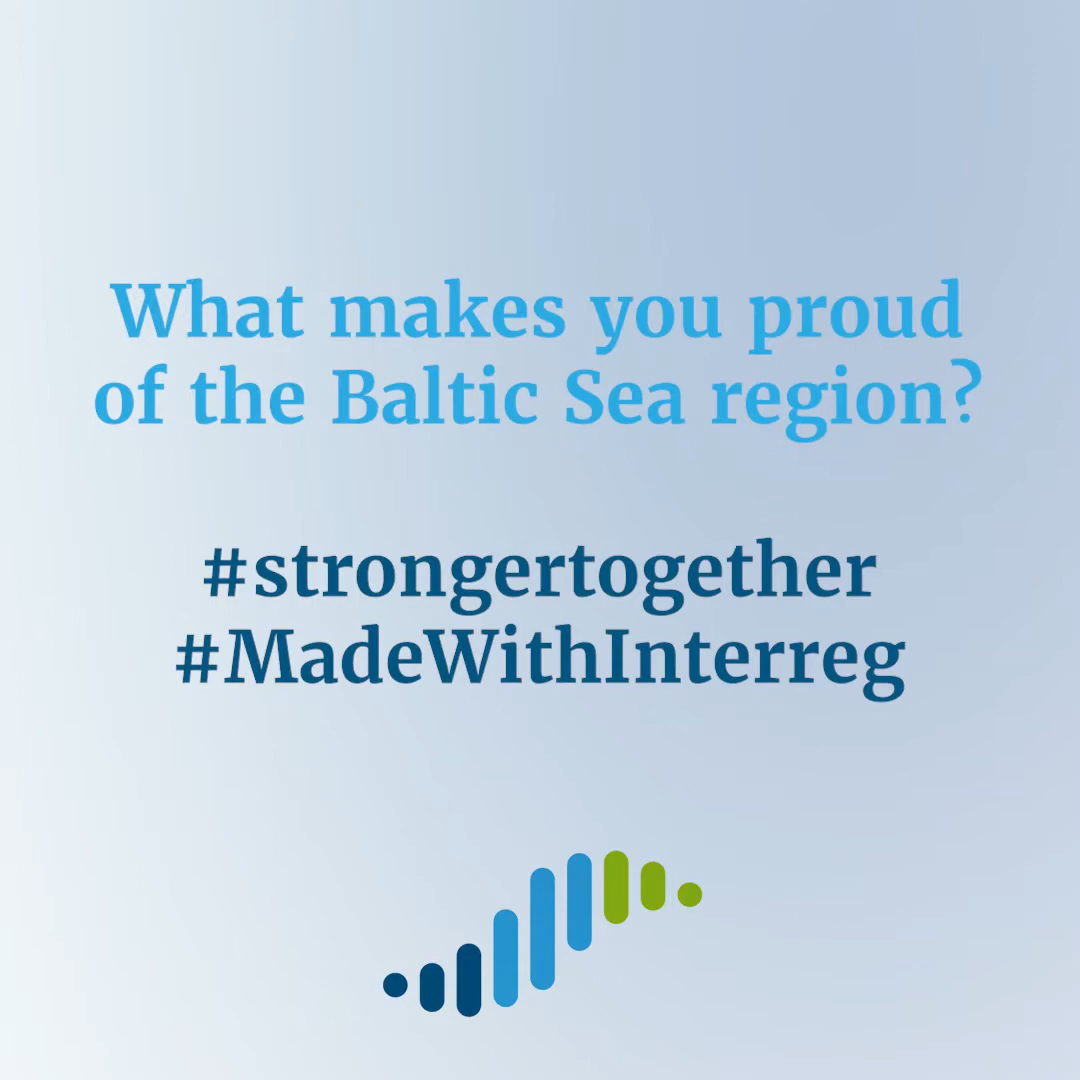 What makes you proud
of the Baltic Sea region?
#strongertogether
#MadeWithInterreg